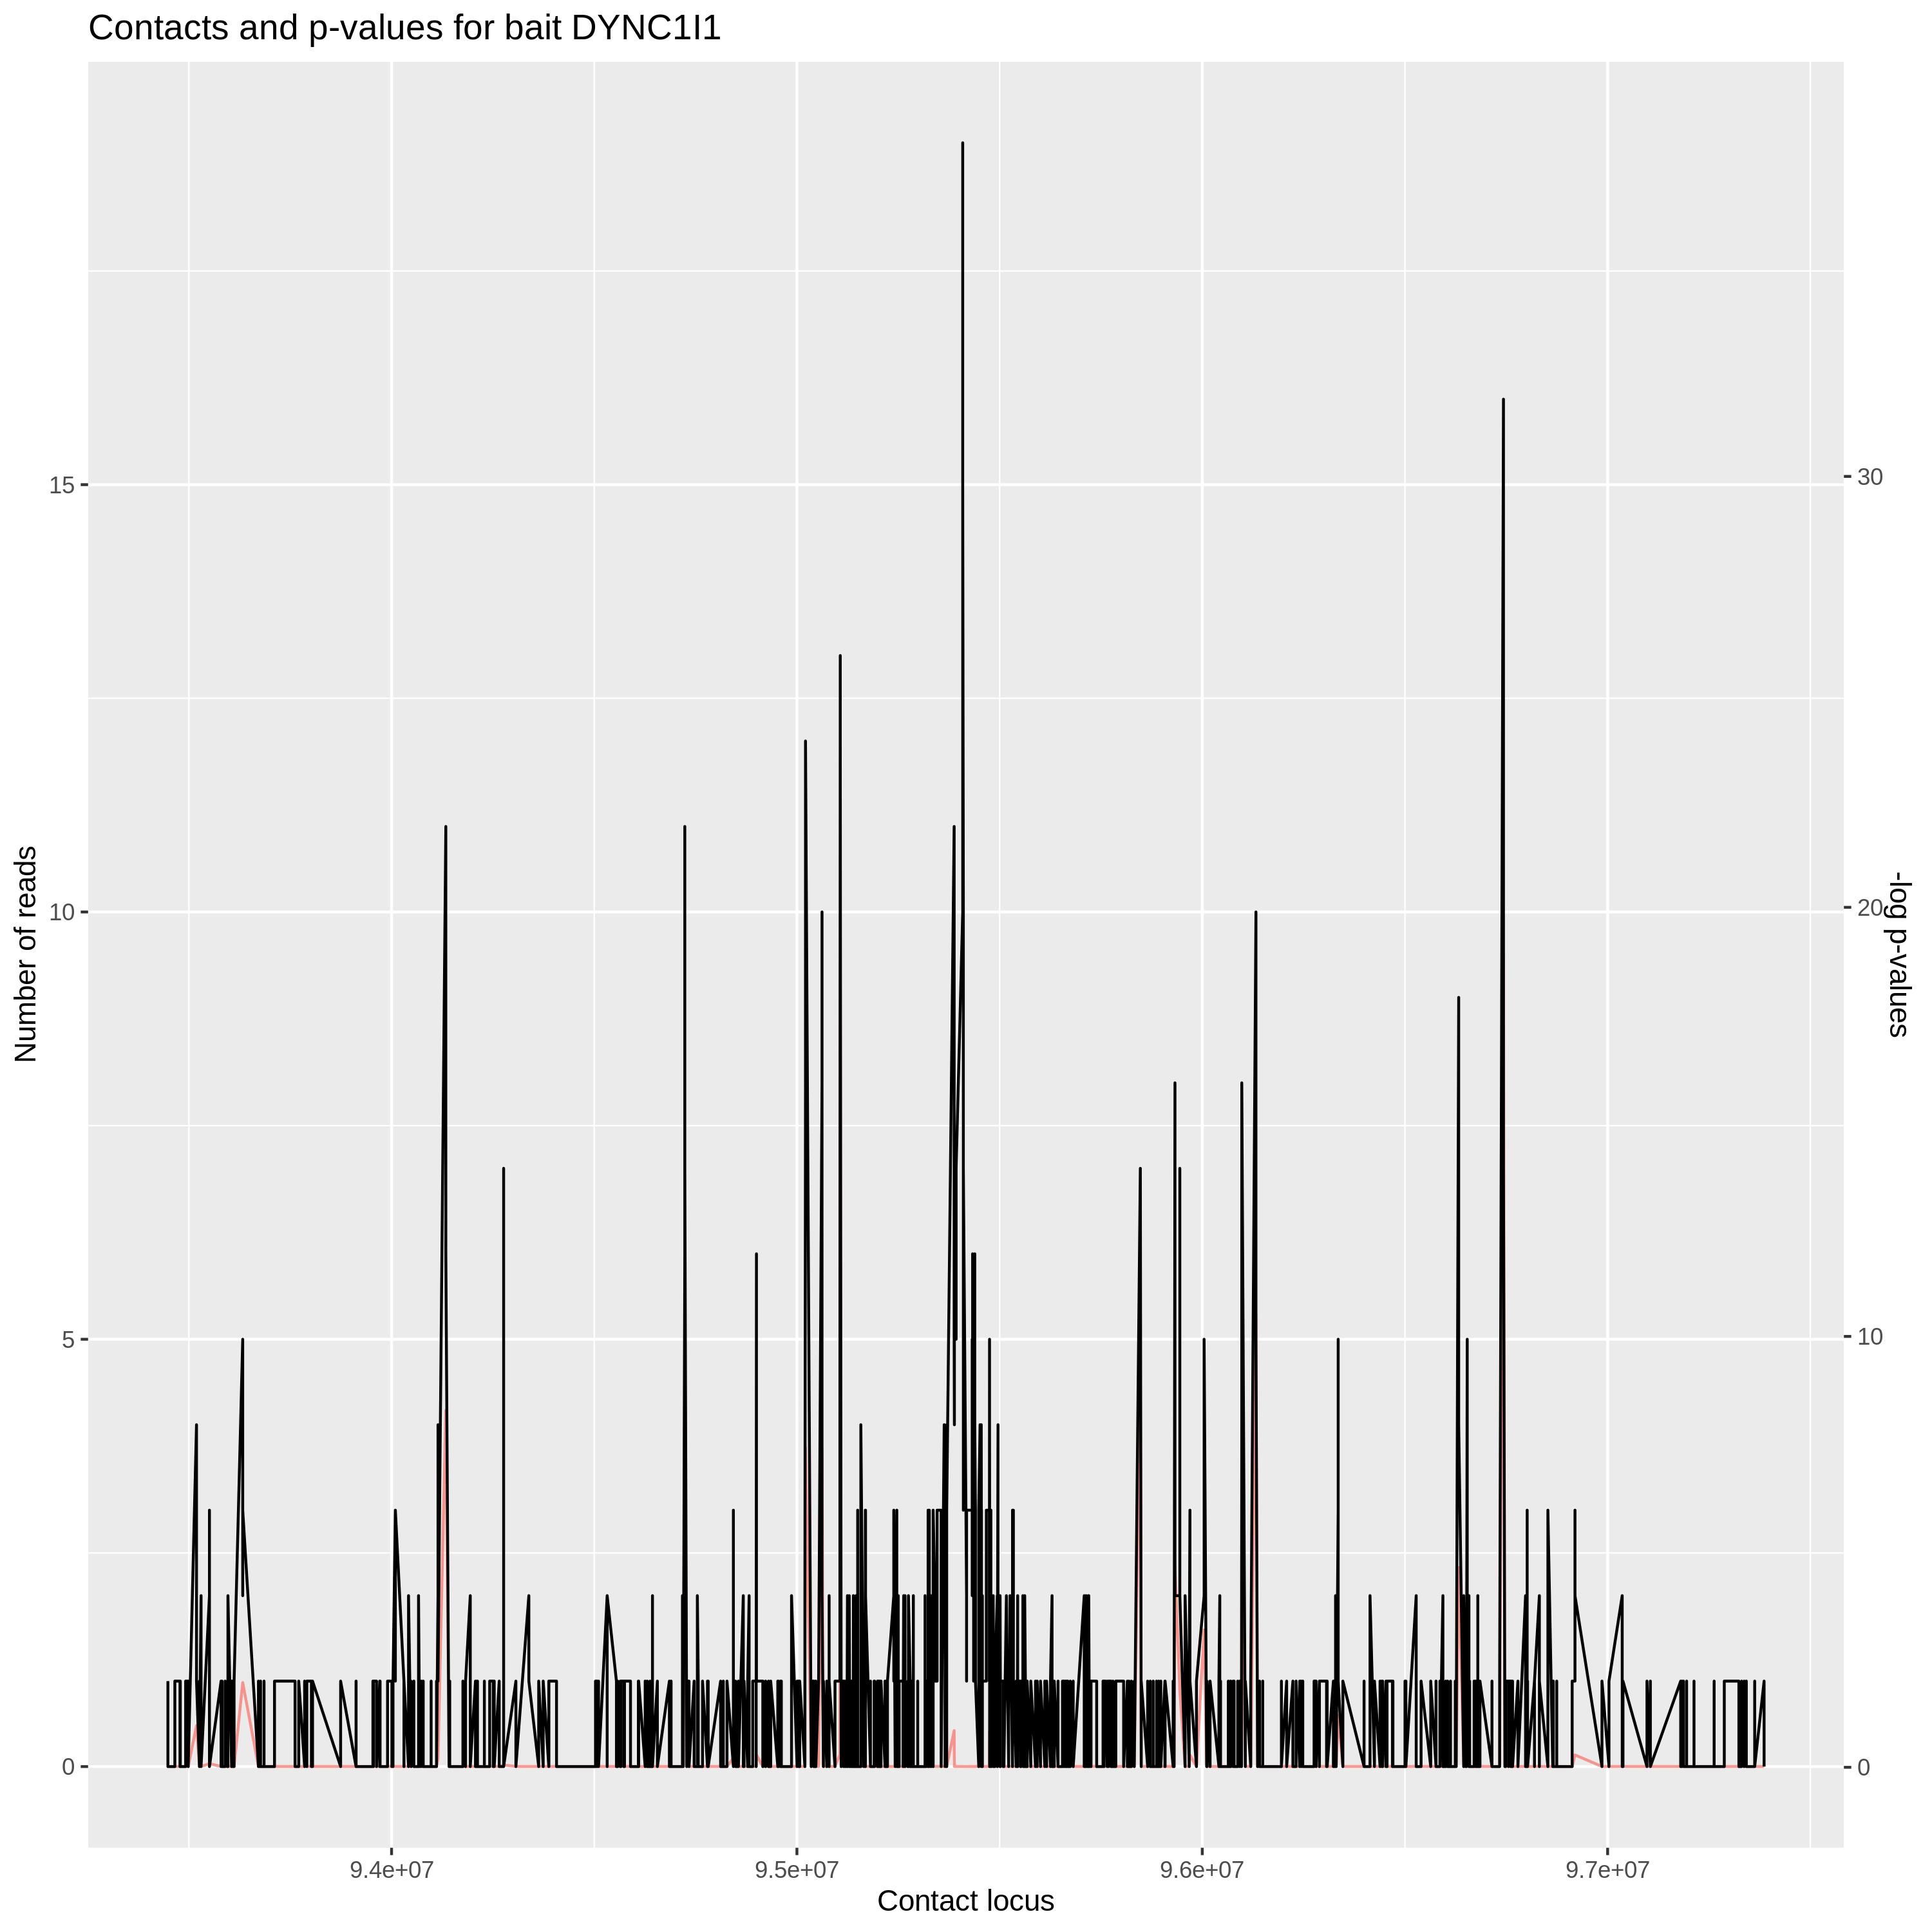 Contacts and p-values for bait DYNC1I1
Number of reads
15
10
5
0
30
20
10
0
-log p-values
9.4e+07
9.5e+07
9.6e+07
9.7e+07
Contact locus